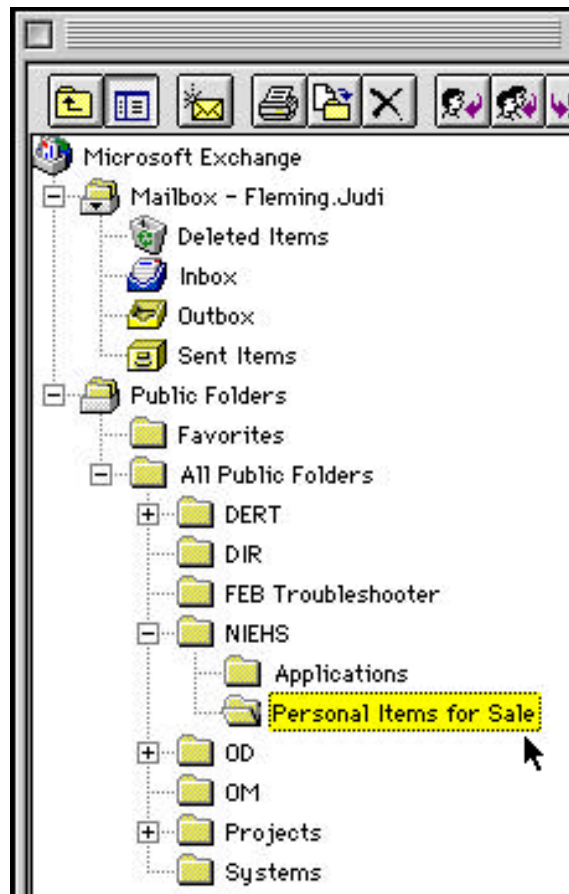 Microsoft Exchange
Mailbox - Fleming.Judi
Deleted Items
Inbox
Outbox
Sent Items
Public Folders
Favorites
All Public Folders
DERT
DIR
FEB Troubleshooter
NIEHS
Applications
Personal Items for Sale
OD
OM
Projects
Systems